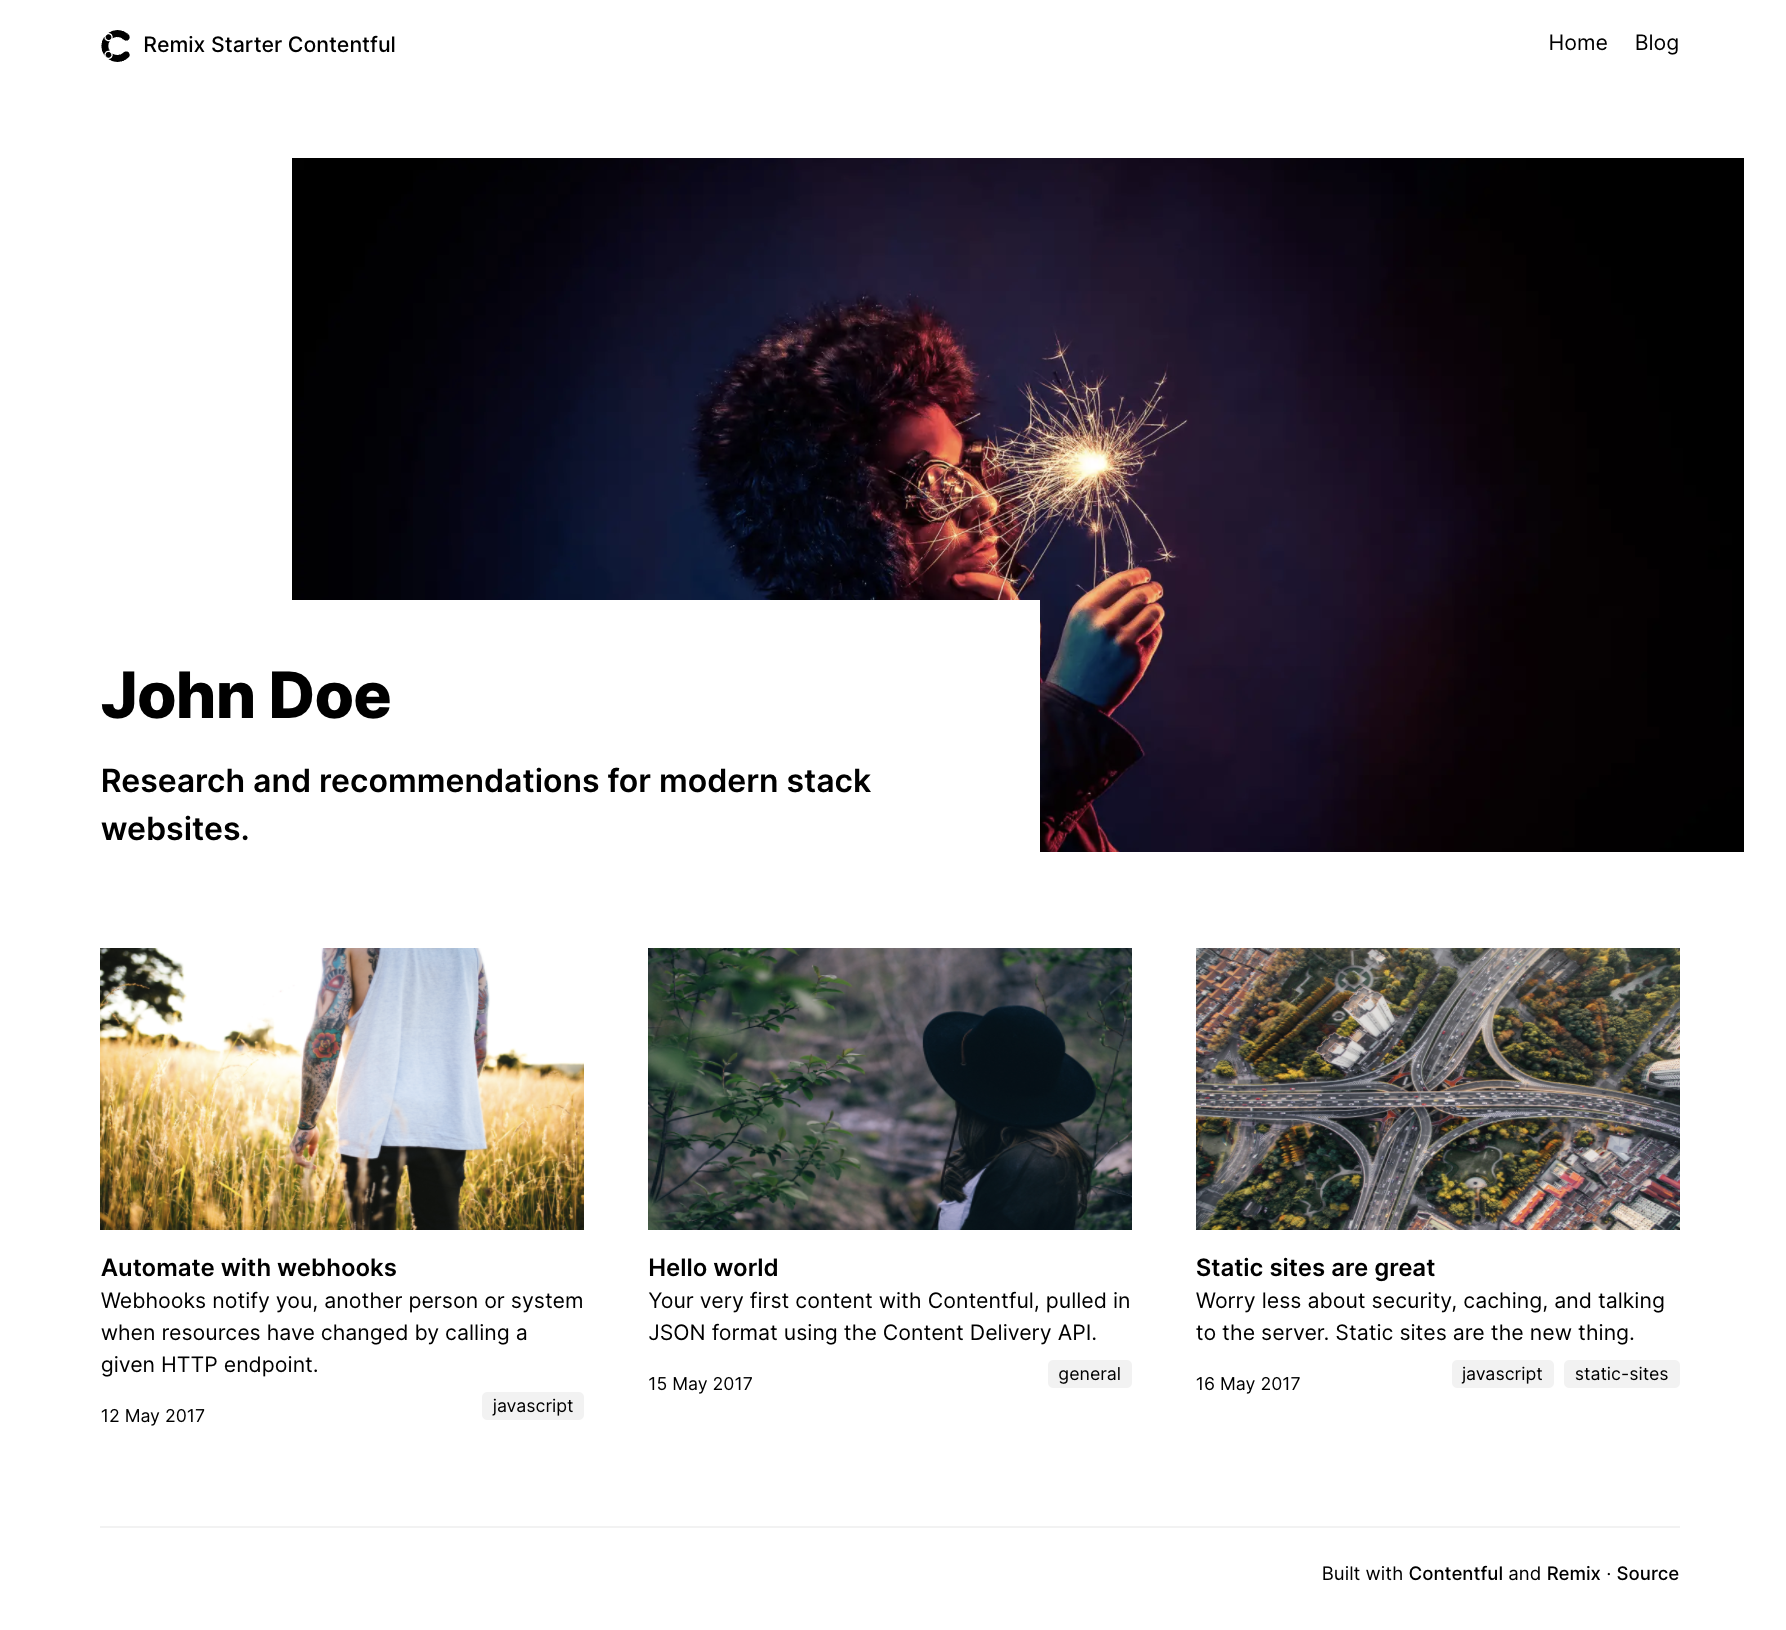 Remix Starter Contentful
Home Blog
John Doe
Research and recommendations for modern stack
websites.
Automate with webhooks
Webhooks notify you, another person or system
when resources have changed by calling a
given HTTP endpoint.
12 May 2017
javascript
Hello world
Your very first content with Contentful, pulled in
JSON format using the Content Delivery API.
15 May 2017
general
Static sites are great
Worry less about security, caching, and talking
to the server. Static sites are the new thing.
16 May 2017
javascript static-sites
Built with Contentful and Remix · Source